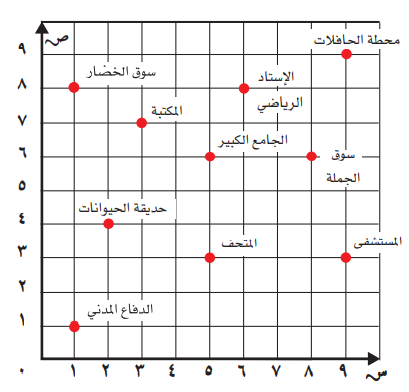 ص
٩
محطة الحافلات
٨
سوق الخضار
الإستاد
الرياضي
٧
المكتبة
٦
الجامع الكبير
سوق
الجملة
٥
٤
حديقة الحيوانات
٣
المتحف
المستشفى
٢
١
الدفاع المدني
٠
١ ٢ ٣ ٤ ٥ ٦ ٧ ٨ ٩ س